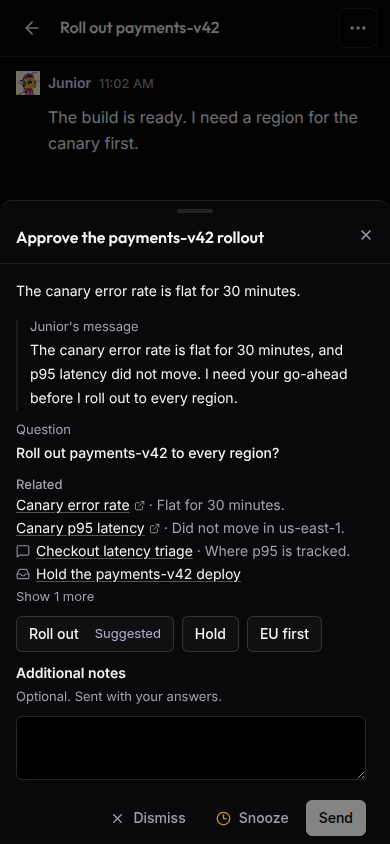 Roll out payments-v42
Junior 11:02 AM
The build is ready. I need a region for the
canary first.
Approve the payments-v42 rollout
The canary error rate is flat for 30 minutes.
Junior's message
The canary error rate is flat for 30 minutes, and
p95 latency did not move. I need your go-ahead
before I roll out to every region.
Question
Roll out payments-v42 to every region?
Related
Canary error rate · Flat for 30 minutes.
Canary p95 latency · Did not move in us-east-1.
Checkout latency triage · Where p95 is tracked.
Hold the payments-v42 deploy
Show 1 more
Roll out Suggested Hold EU first
Additional notes
Optional. Sent with your answers.
Dismiss Snooze Send